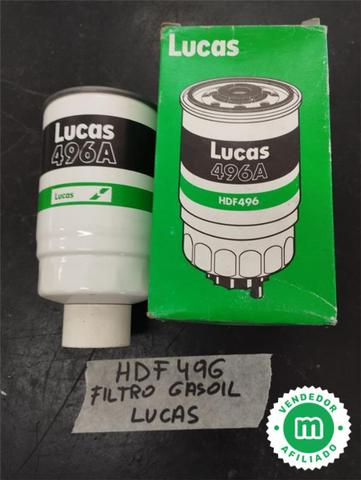 Lucas
Lucas
496A
Lucas
Lucas
496A
HDF496
HDF 496
FILTRO GASOIL
LUCAS
VENDEDOR
m
AFILIADO